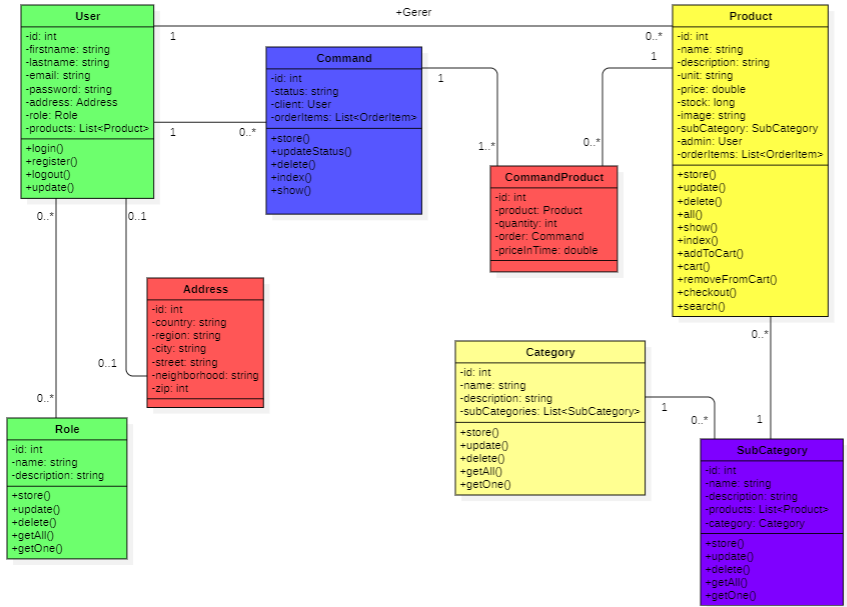 User
-id: int
-firstname: string
-lastname: string
-email: string
-password: string
-address: Address
-role: Role
-products: List<Product>
+login()
+register()
+logout()
+update()
+Gerer
1
0..*
Product
-id: int
-name: string
-description: string
-unit: string
-price: double
-stock: long
-image: string
-subCategory: SubCategory
-admin: User
-orderItems: List<OrderItem>
+store()
+update()
+delete()
+all()
+show()
+index()
+addToCart()
+cart()
+removeFromCart()
+checkout()
+search()
1
0..*
Command
-id: int
-status: string
-client: User
-orderItems: List<OrderItem>
+store()
+updateStatus()
+delete()
+index()
+show()
1
1..*
1
0..*
CommandProduct
-id: int
-product: Product
-quantity: int
-order: Command
-priceInTime: double
0..*
0..*
0..1
0..1
Address
-id: int
-country: string
-region: string
-city: string
-street: string
-neighborhood: string
-zip: int
Category
-id: int
-name: string
-description: string
-subCategories: List<SubCategory>
+store()
+update()
+delete()
+getAll()
+getOne()
1
0..*
0..*
1
Role
-id: int
-name: string
-description: string
+store()
+update()
+delete()
+getAll()
+getOne()
SubCategory
-id: int
-name: string
-description: string
-products: List<Product>
-category: Category
+store()
+update()
+delete()
+getAll()
+getOne()